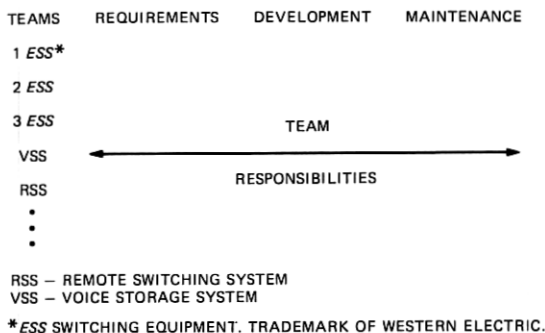 TEAMS REQUIREMENTS DEVELOPMENT MAINTENANCE
1 ESS*
2 ESS
3 ESS
TEAM
VSS
RESPONSIBILITIES
RSS
RSS – REMOTE SWITCHING SYSTEM
VSS – VOICE STORAGE SYSTEM
*ESS SWITCHING EQUIPMENT. TRADEMARK OF WESTERN ELECTRIC.